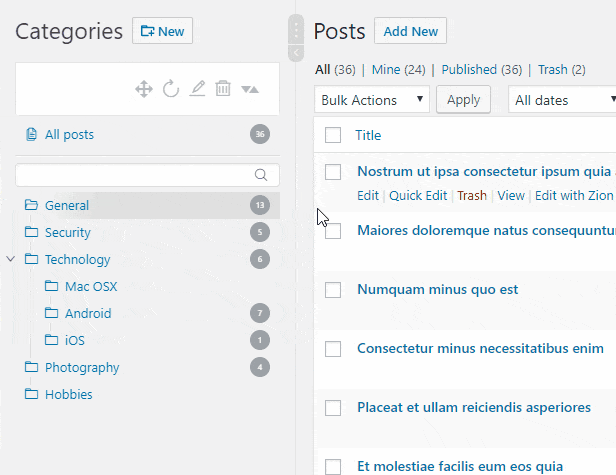 Categories
New
All posts 36
General 13
Security 5
Technology 6
Mac OSX
Android 7
iOS 1
Photography 4
Hobbies
Posts
Add New
All (36) | Mine (24) | Published (36) | Trash (2)
Bulk Actions
Apply
All dates
Title
Nostrum ut ipsa consectetur ipsum quia
Edit | Quick Edit | Trash | View | Edit with Zion
Maiores doloremque natus consequuntur
Numquam minus quo est
Consectetur minus necessitatibus enim
Placeat et ullam reiciendis asperiores
Et molestiae facilis eum eos quia